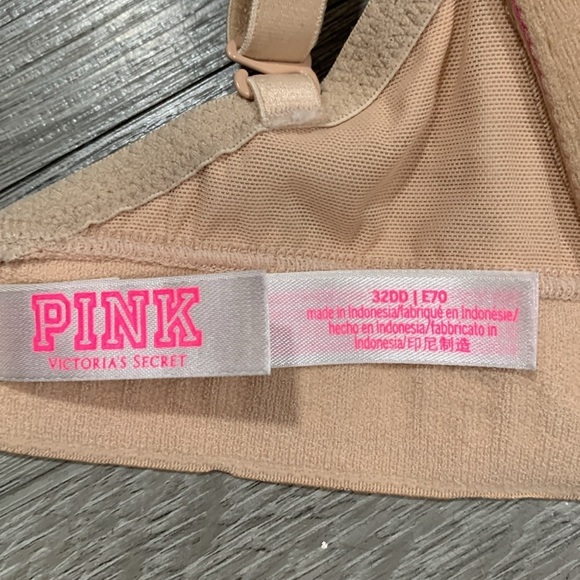 PINK
VICTORIA'S SECRET
32DD | E70
made in Indonesia/fabriqué en Indonésie/
hecho en Indonesia/fabbricato in
Indonesia/印尼制造